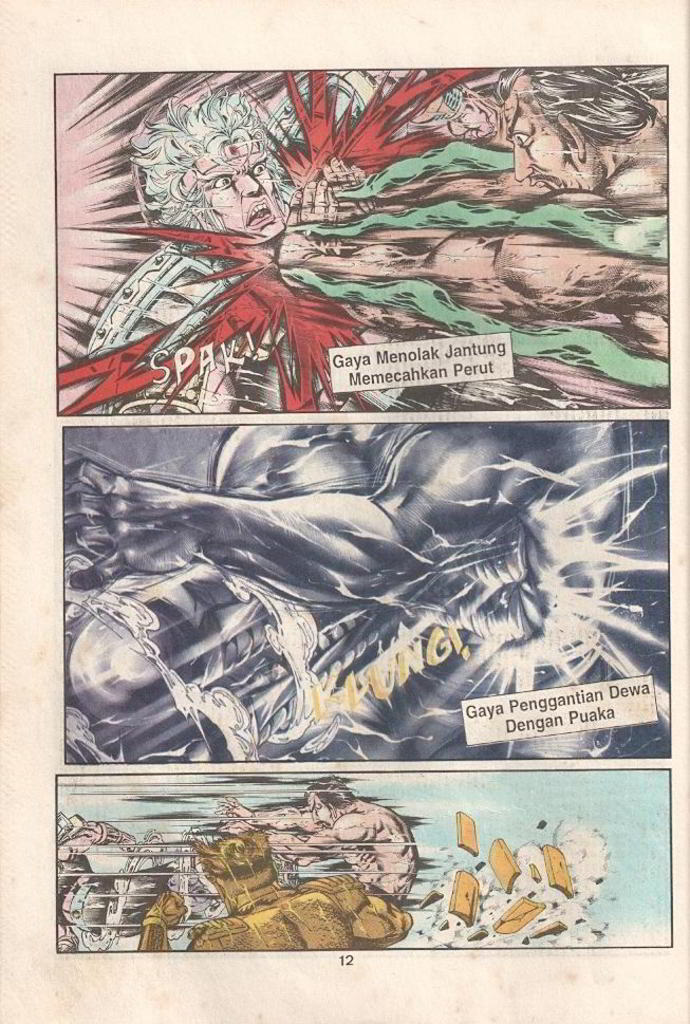 SPAK!
Gaya Menolak Jantung
Memecahkan Perut
KLUNG!
Gaya Penggantian Dewa
Dengan Puaka
12